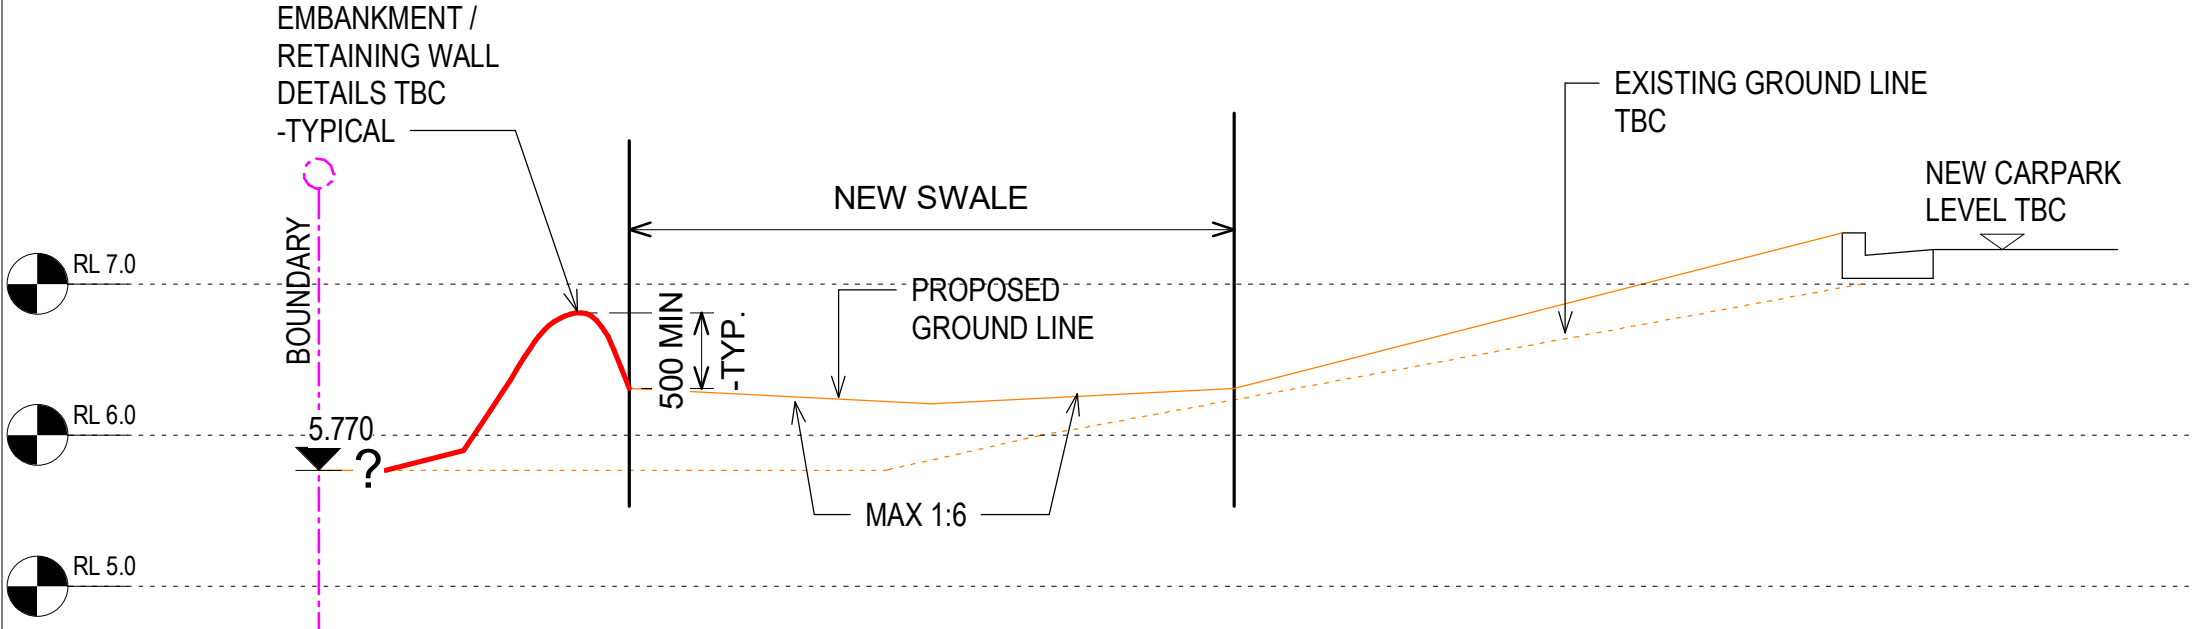 EMBANKMENT /
RETAINING WALL
DETAILS TBC
-TYPICAL
EXISTING GROUND LINE
TBC
NEW CARPARK
LEVEL TBC
NEW SWALE
BOUNDARY
RL 7.0
PROPOSED
GROUND LINE
500 MIN
-TYP.
RL 6.0
5.770
?
MAX 1:6
RL 5.0